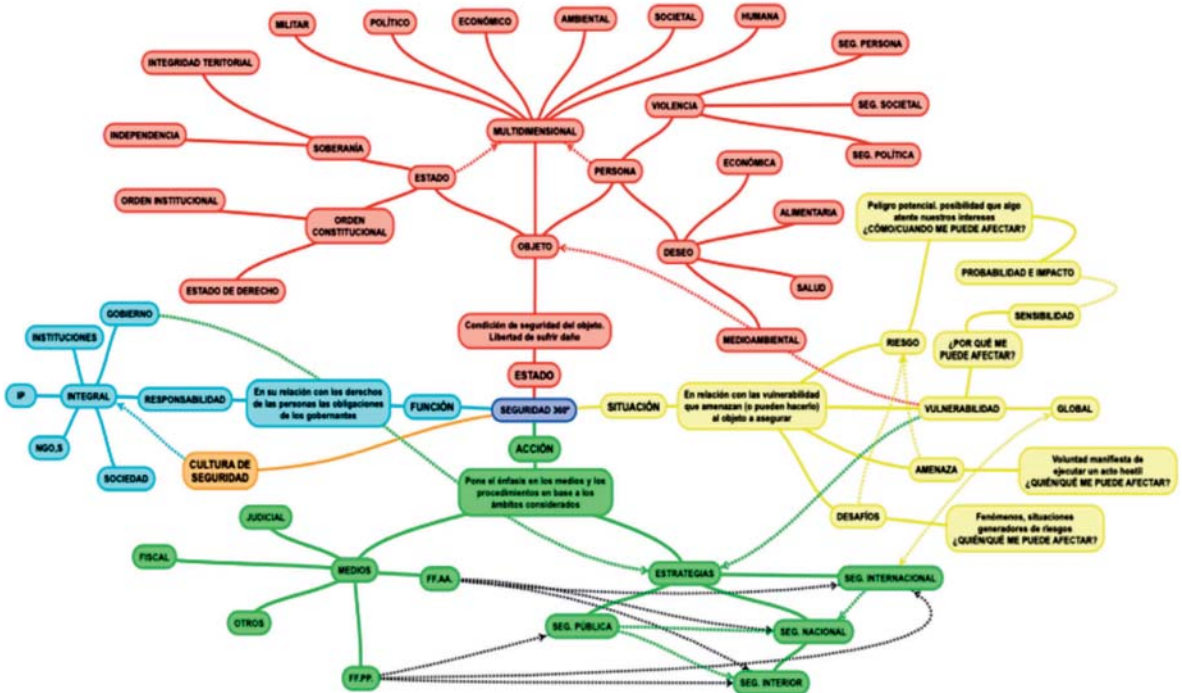 MILITAR
POLÍTICO
ECONÓMICO
AMBIENTAL
SOCIETAL
HUMANA
SEG. PERSONA
INTEGRIDAD TERITORIAL
VIOLENCIA
SEG. SOCIETAL
MULTIDIMENSIONAL
INDEPENDENCIA
SOBERANÍA
SEG. POLÍTICA
ECONÓMICA
PERSONA
ESTADO
ORDEN INSTITUCIONAL
ORDEN
CONSTITUCIONAL
ALIMENTARIA
Peligro potencial. posibilidad que algo
atente nuestros intereses
¿CÓMO/CUANDO ME PUEDE AFECTAR?
OBJETO
DESEO
PROBABILIDAD E IMPACTO
ESTADO DE DERECHO
SALUD
GOBIERNO
SENSIBILIDAD
INSTITUCIONES
Condición de seguridad del objeto.
Libertad de sufrir daño
MEDIOAMBIENTAL
RIESGO
¿POR QUÉ ME
PUEDE AFECTAR?
ESTADO
IP
INTEGRAL
RESPONSABILIDAD
En su relación con los derechos
de las personas las obligaciones
de los gobernantes
FUNCIÓN
SEGURIDAD 360º
SITUACIÓN
En relación con las vulnerabilidad
que amenazan (o pueden hacerlo)
al objeto a asegurar
VULNERABILIDAD
GLOBAL
NGO,S
SOCIEDAD
CULTURA DE
SEGURIDAD
ACCIÓN
AMENAZA
Voluntad manifiesta de
ejecutar un acto hostil
¿QUIÉN/QUÉ ME PUEDE AFECTAR?
Pone el énfasis en los medios y los
procedimientos en base a los
ámbitos considerados
DESAFÍOS
Fenómenos, situaciones
generadores de riesgos
¿QUIÉN/QUÉ ME PUEDE AFECTAR?
JUDICIAL
FISCAL
MEDIOS
FF.AA.
ESTRATEGIAS
SEG. INTERNACIONAL
OTROS
SEG. PÚBLICA
SEG. NACIONAL
FF.PP.
SEG. INTERIOR